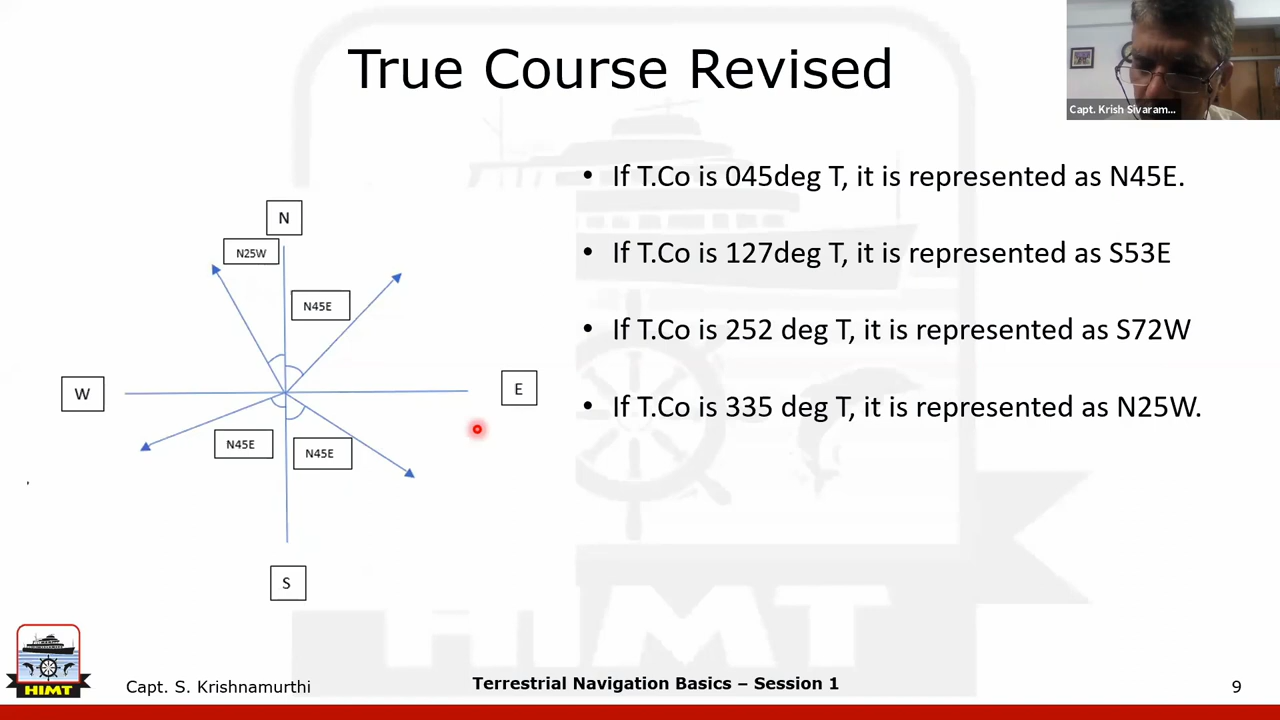 True Course Revised
Capt. Krish Sivaram...
• If T.Co is 045deg T, it is represented as N45E.
• If T.Co is 127deg T, it is represented as S53E
• If T.Co is 252 deg T, it is represented as S72W
• If T.Co is 335 deg T, it is represented as N25W.
N
N25W
N45E
W
E
N45E
N45E
S
HIMT
HIMT
Capt. S. Krishnamurthi
Terrestrial Navigation Basics – Session 1
9